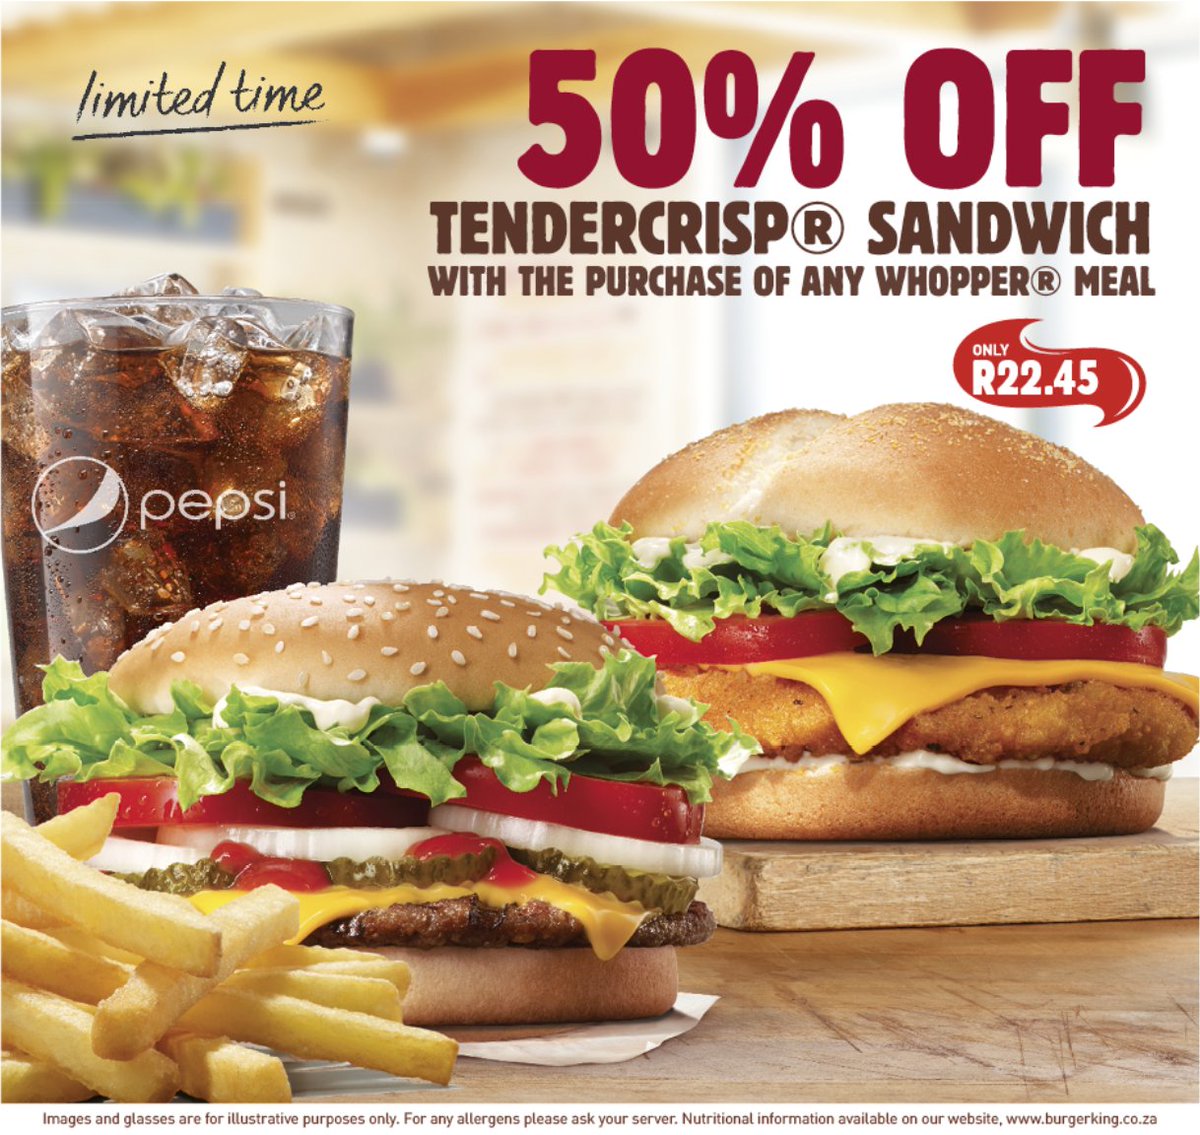 limited time
50% OFF
TENDERCRISP® SANDWICH
WITH THE PURCHASE OF ANY WHOPPER® MEAL
ONLY
R22.45
pepsi
Images and glasses are for illustrative purposes only. For any allergens please ask your server. Nutritional information available on our website, www.burgerking.co.za